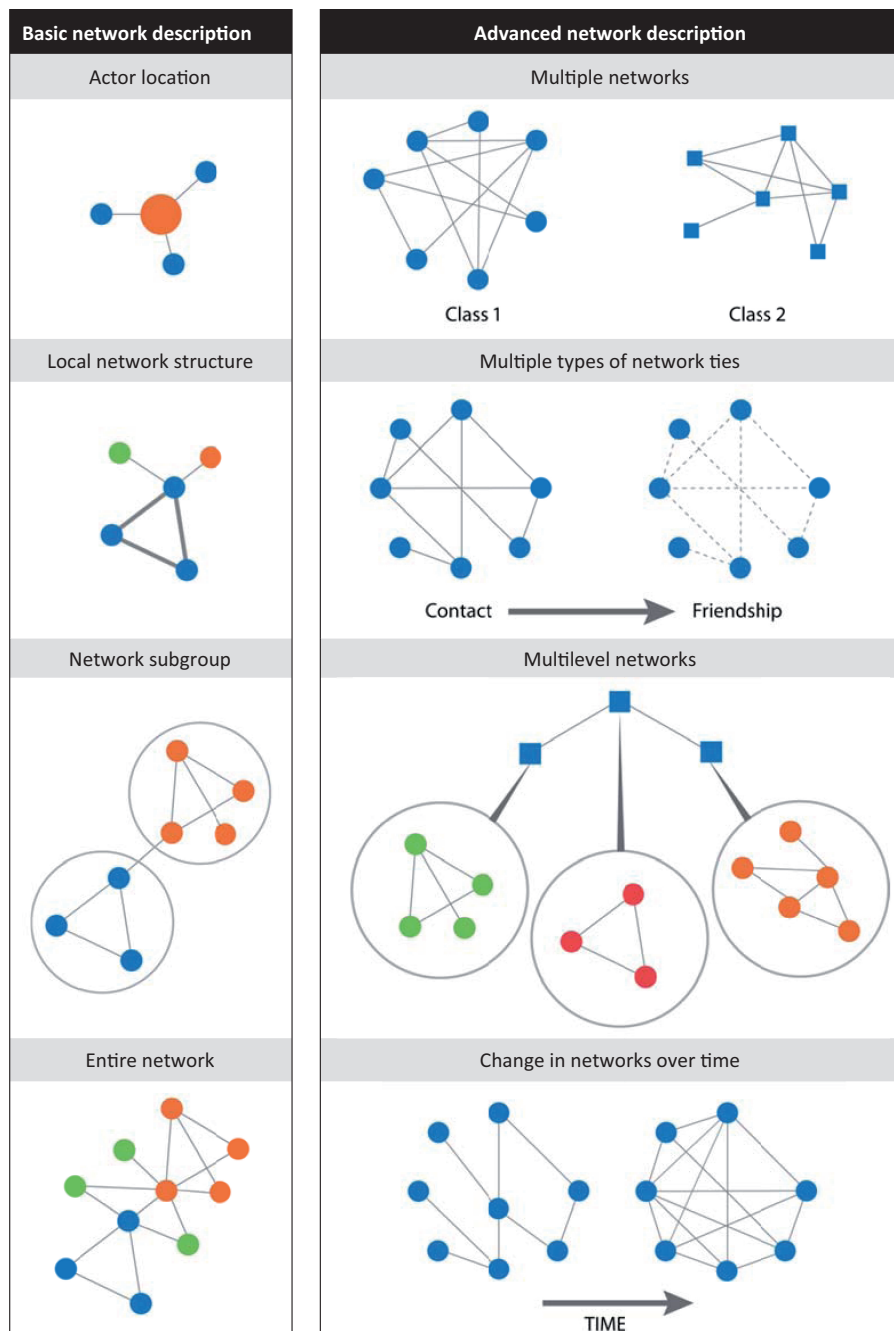 Basic network description
Advanced network description
Actor location
Multiple networks
Class 1
Class 2
Local network structure
Multiple types of network ties
Contact
Friendship
Network subgroup
Multilevel networks
Entire network
Change in networks over time
TIME